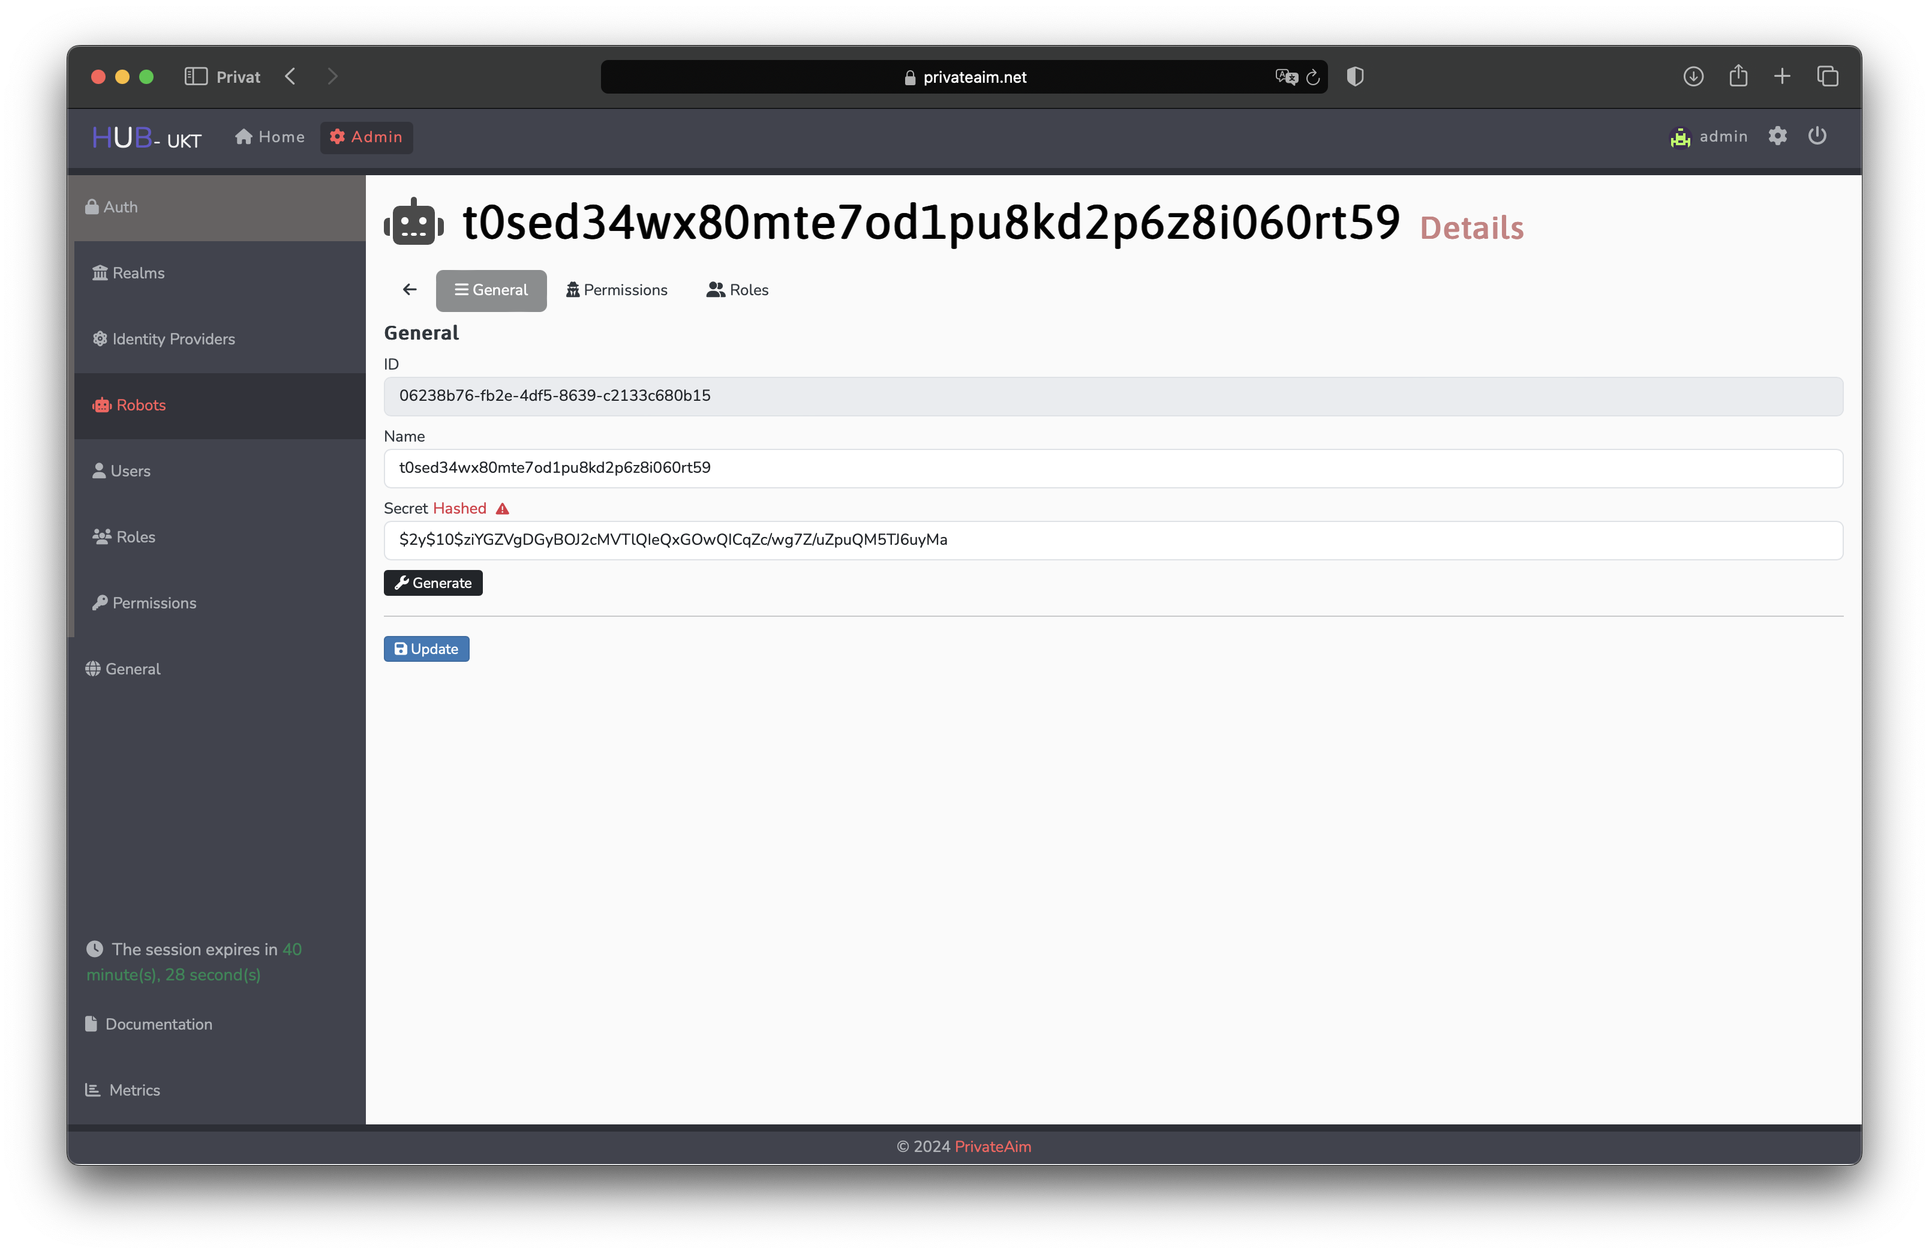 Privat
privateaim.net
HUB- UKT
Home
Admin
admin
Auth
Realms
Identity Providers
Robots
Users
Roles
Permissions
General
The session expires in 40
minute(s), 28 second(s)
Documentation
Metrics
t0sed34wx80mte7od1pu8kd2p6z8i060rt59 Details
General
Permissions
Roles
General
ID
06238b76-fb2e-4df5-8639-c2133c680b15
Name
t0sed34wx80mte7od1pu8kd2p6z8i060rt59
Secret Hashed
$2y$10$ziYGZVgDGyBOJ2cMVTlQIeQxGOwQICqZc/wg7Z/uZpuQM5TJ6uyMa
Generate
Update
© 2024 PrivateAim